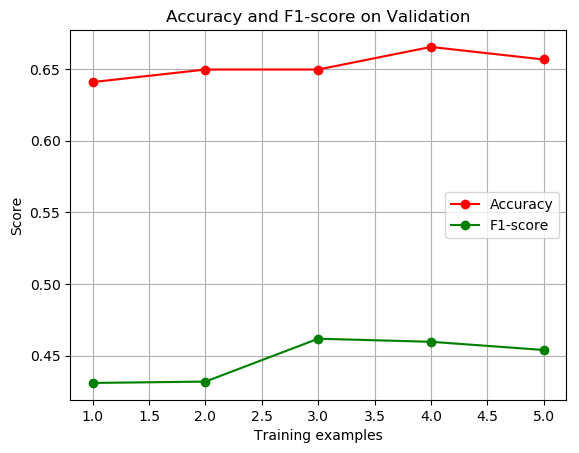 Accuracy and F1-score on Validation
Score
0.65
0.60
0.55
0.50
0.45
Accuracy
F1-score
1.0 1.5 2.0 2.5 3.0 3.5 4.0 4.5 5.0
Training examples